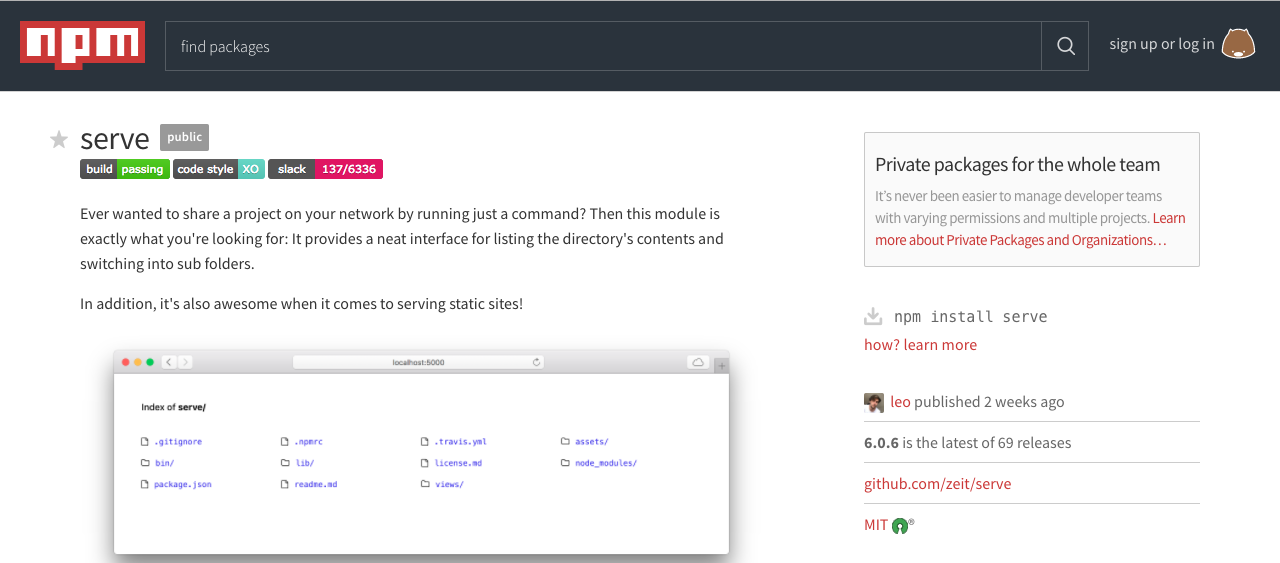 npm
find packages
sign up or log in
serve public
build passing code style XO slack 137/6336
Ever wanted to share a project on your network by running just a command? Then this module is
exactly what you're looking for: It provides a neat interface for listing the directory's contents and
switching into sub folders.
In addition, it's also awesome when it comes to serving static sites!
localhost:5000
Index of serve/
.gitignore .npmrc .travis.yml assets/
bin/ lib/ license.md node_modules/
package.json readme.md views/
Private packages for the whole team
It’s never been easier to manage developer teams
with varying permissions and multiple projects. Learn
more about Private Packages and Organizations…
npm install serve
how? learn more
leo published 2 weeks ago
6.0.6 is the latest of 69 releases
github.com/zeit/serve
MIT ®